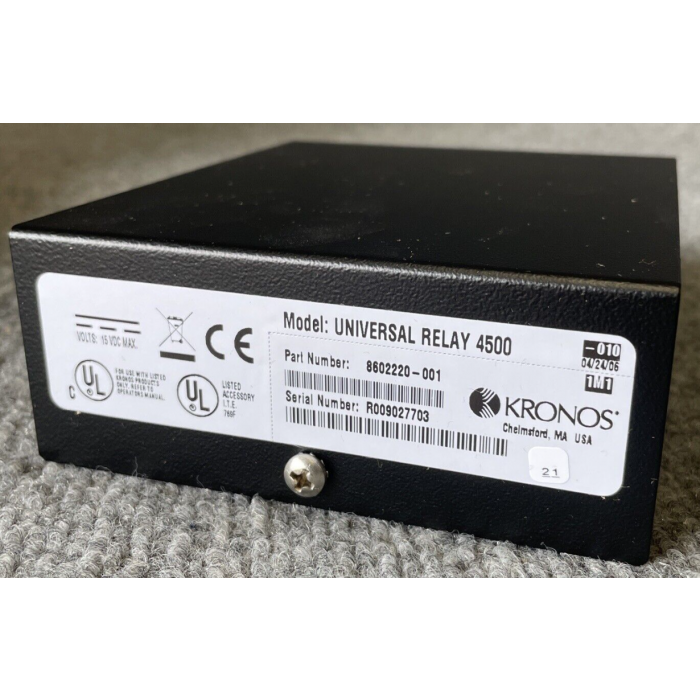 VOLTS: 15 VDC MAX.
CE
C UL
FOR USE WITH LISTED
KRONOS PRODUCTS
ONLY. REFER TO
OPERATORS MANUAL.
UL
LISTED
ACCESSORY
I.T.E.
Model: UNIVERSAL RELAY 4500
Part Number: 8602220-001
Serial Number: R009027703
-010
04/24/06
1M1
KRONOS
Chelmsford, MA USA
21